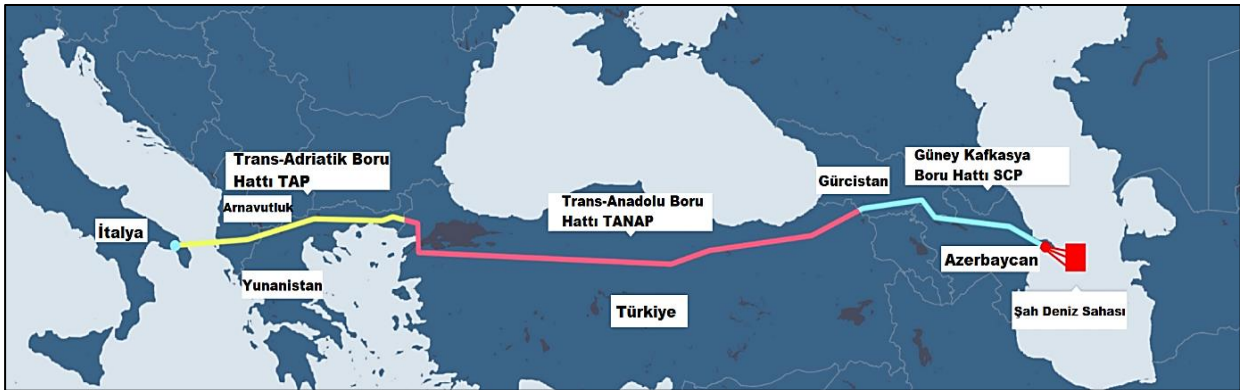 Trans-Adriatik Boru
Hattı TAP
Arnavutluk
İtalya
Yunanistan
Trans-Anadolu Boru
Hattı TANAP
Türkiye
Gürcistan
Güney Kafkasya
Boru Hattı SCP
Azerbaycan
Şah Deniz Sahası